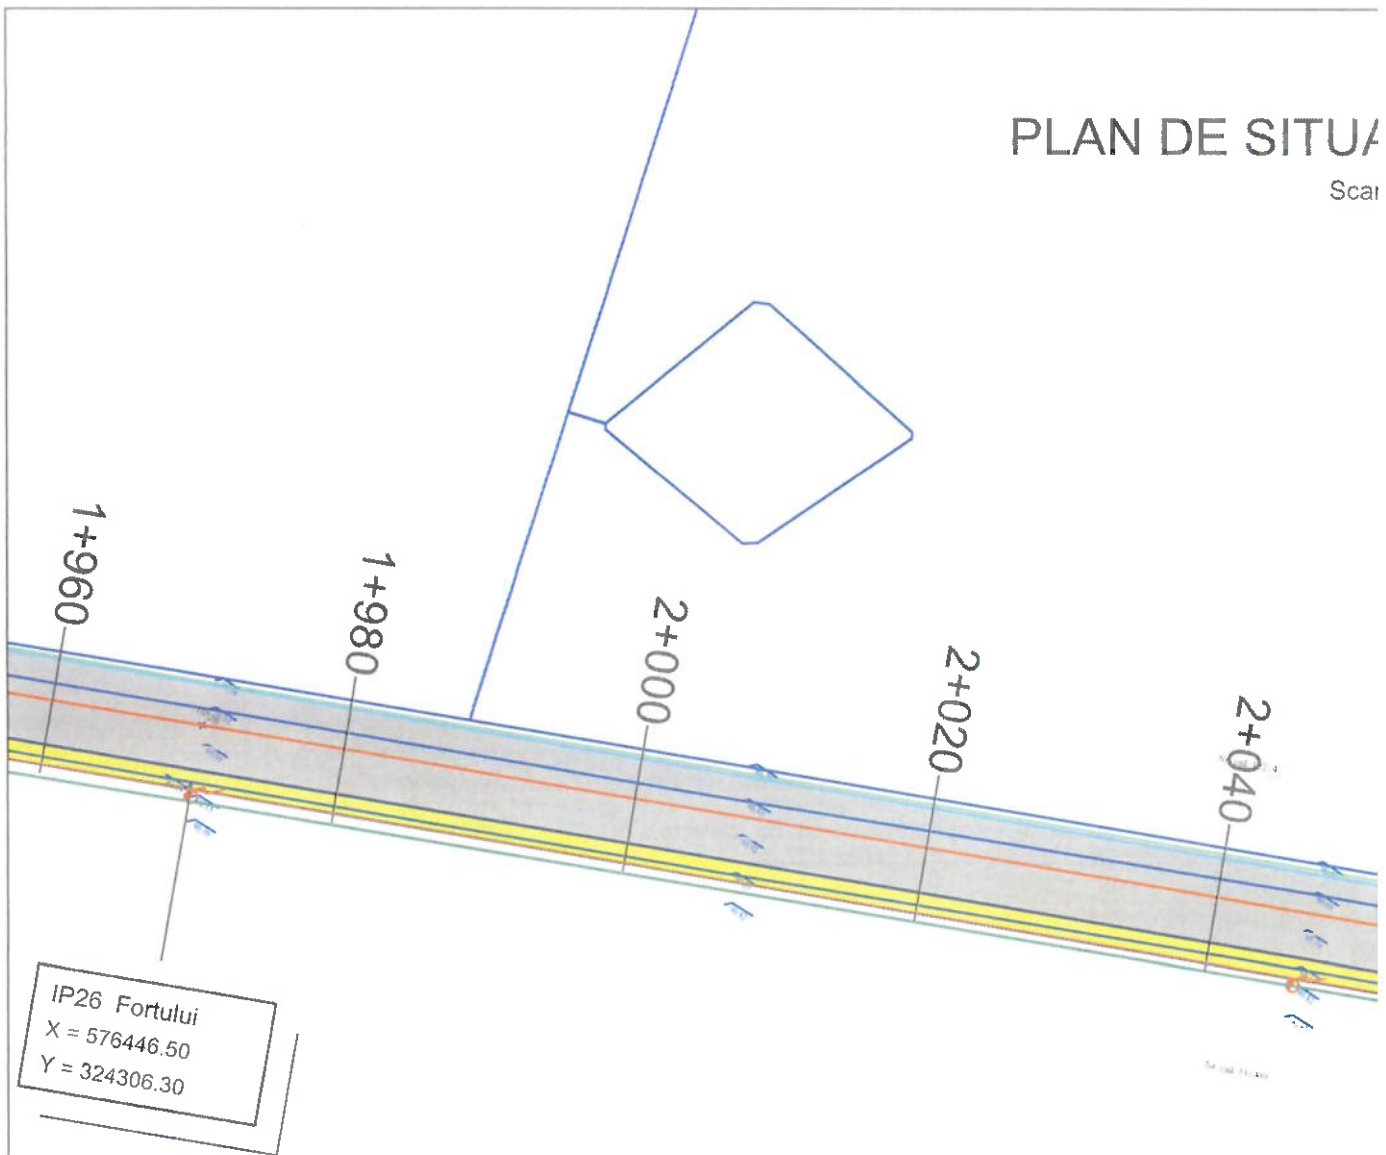 PLAN DE SITUA
Scar
1+960
1+980
2+000
2+020
2+040
IP26 Fortului
X = 576446.50
Y = 324306.30